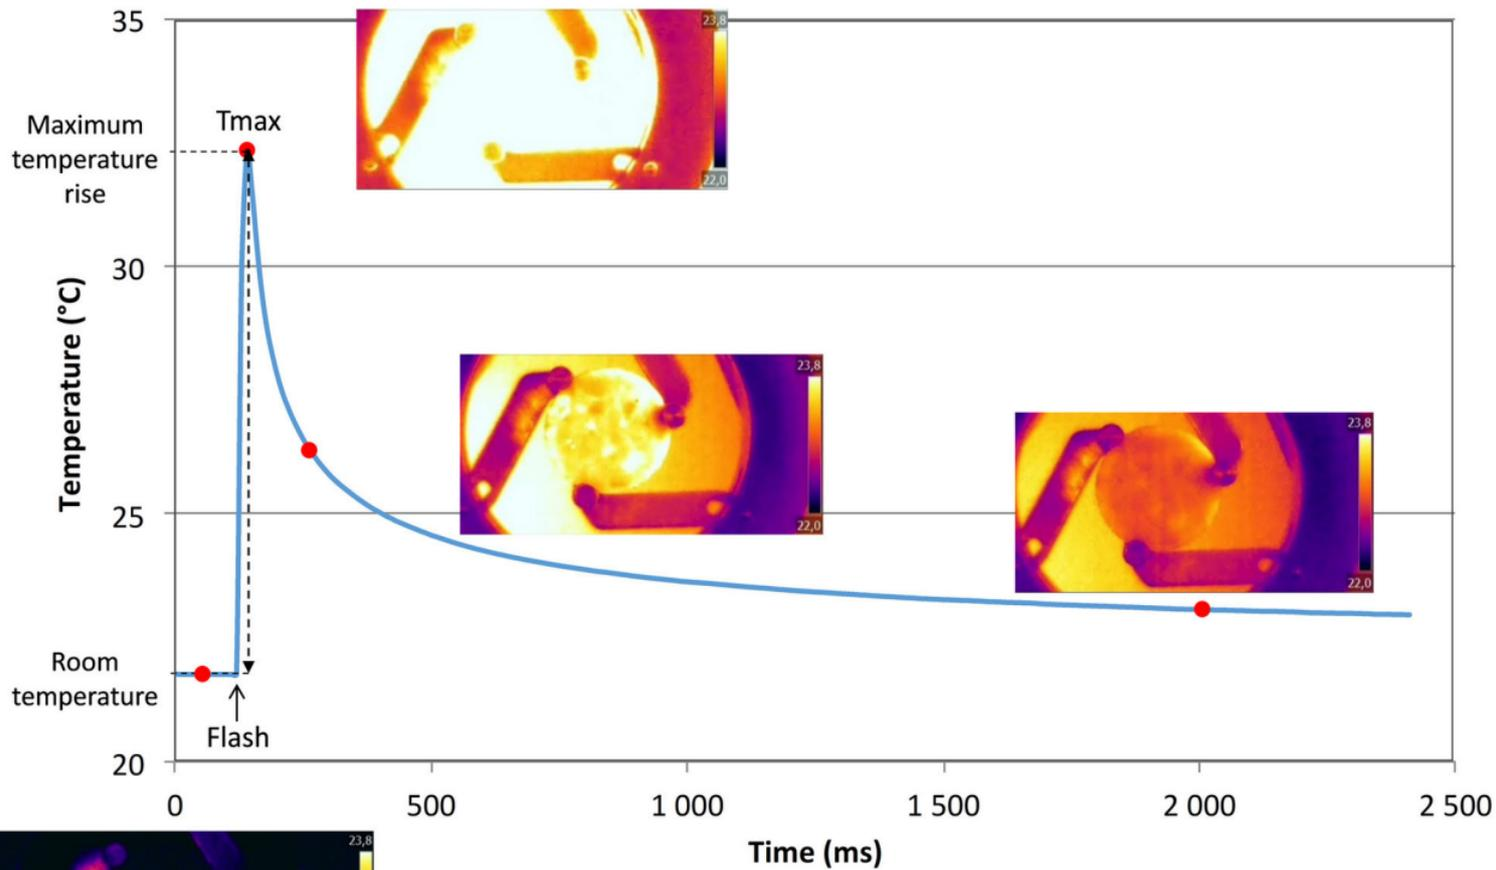 35
23,8
Tmax
Maximum
temperature
rise
22,0
30
Temperature (°C)
23,8
23,8
25
22,0
22,0
Room
temperature
Flash
20
0
500
1 000
1 500
2 000
2 500
23,8
Time (ms)